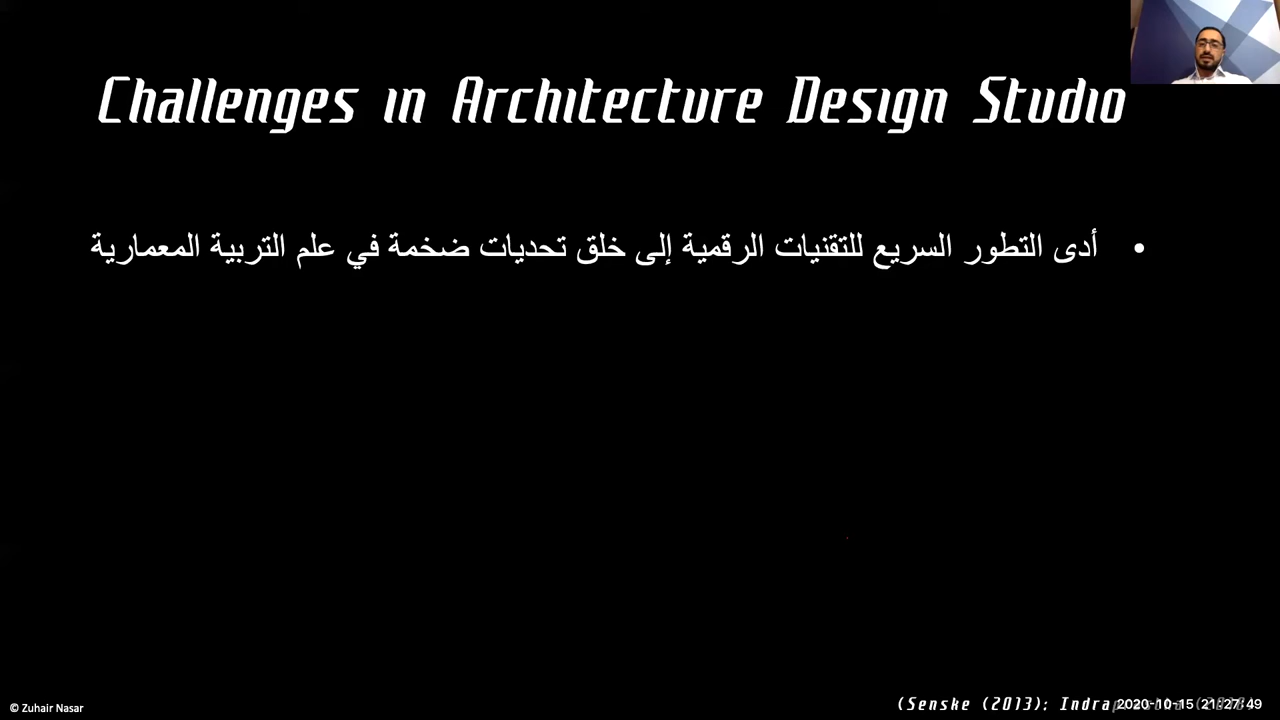 Challenges in Architecture Design Studio
• أدى التطور السريع للتقنيات الرقمية إلى خلق تحديات ضخمة في علم التربية المعمارية
© Zuhair Nasar
(Senske (2013); 
2020-10-15 21:27:49